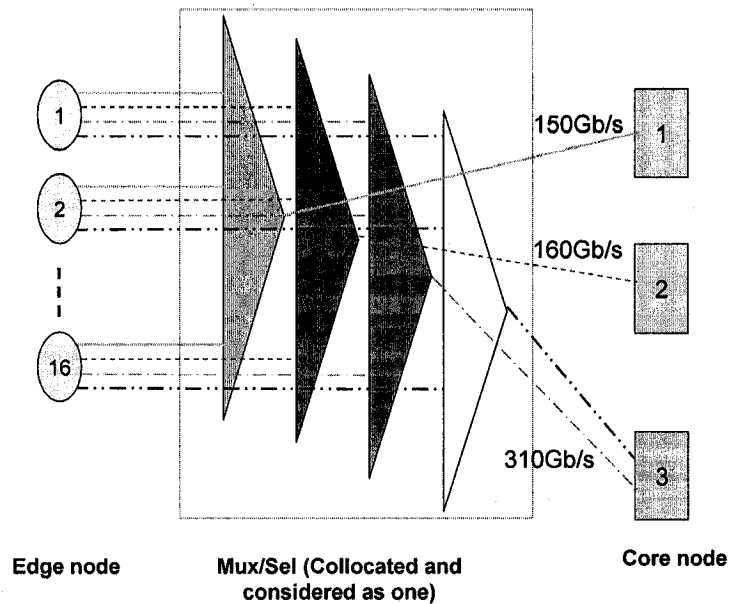 1
2
16
150Gb/s
160Gb/s
310Gb/s
1
2
3
Edge node
Mux/Sel (Collocated and
considered as one)
Core node